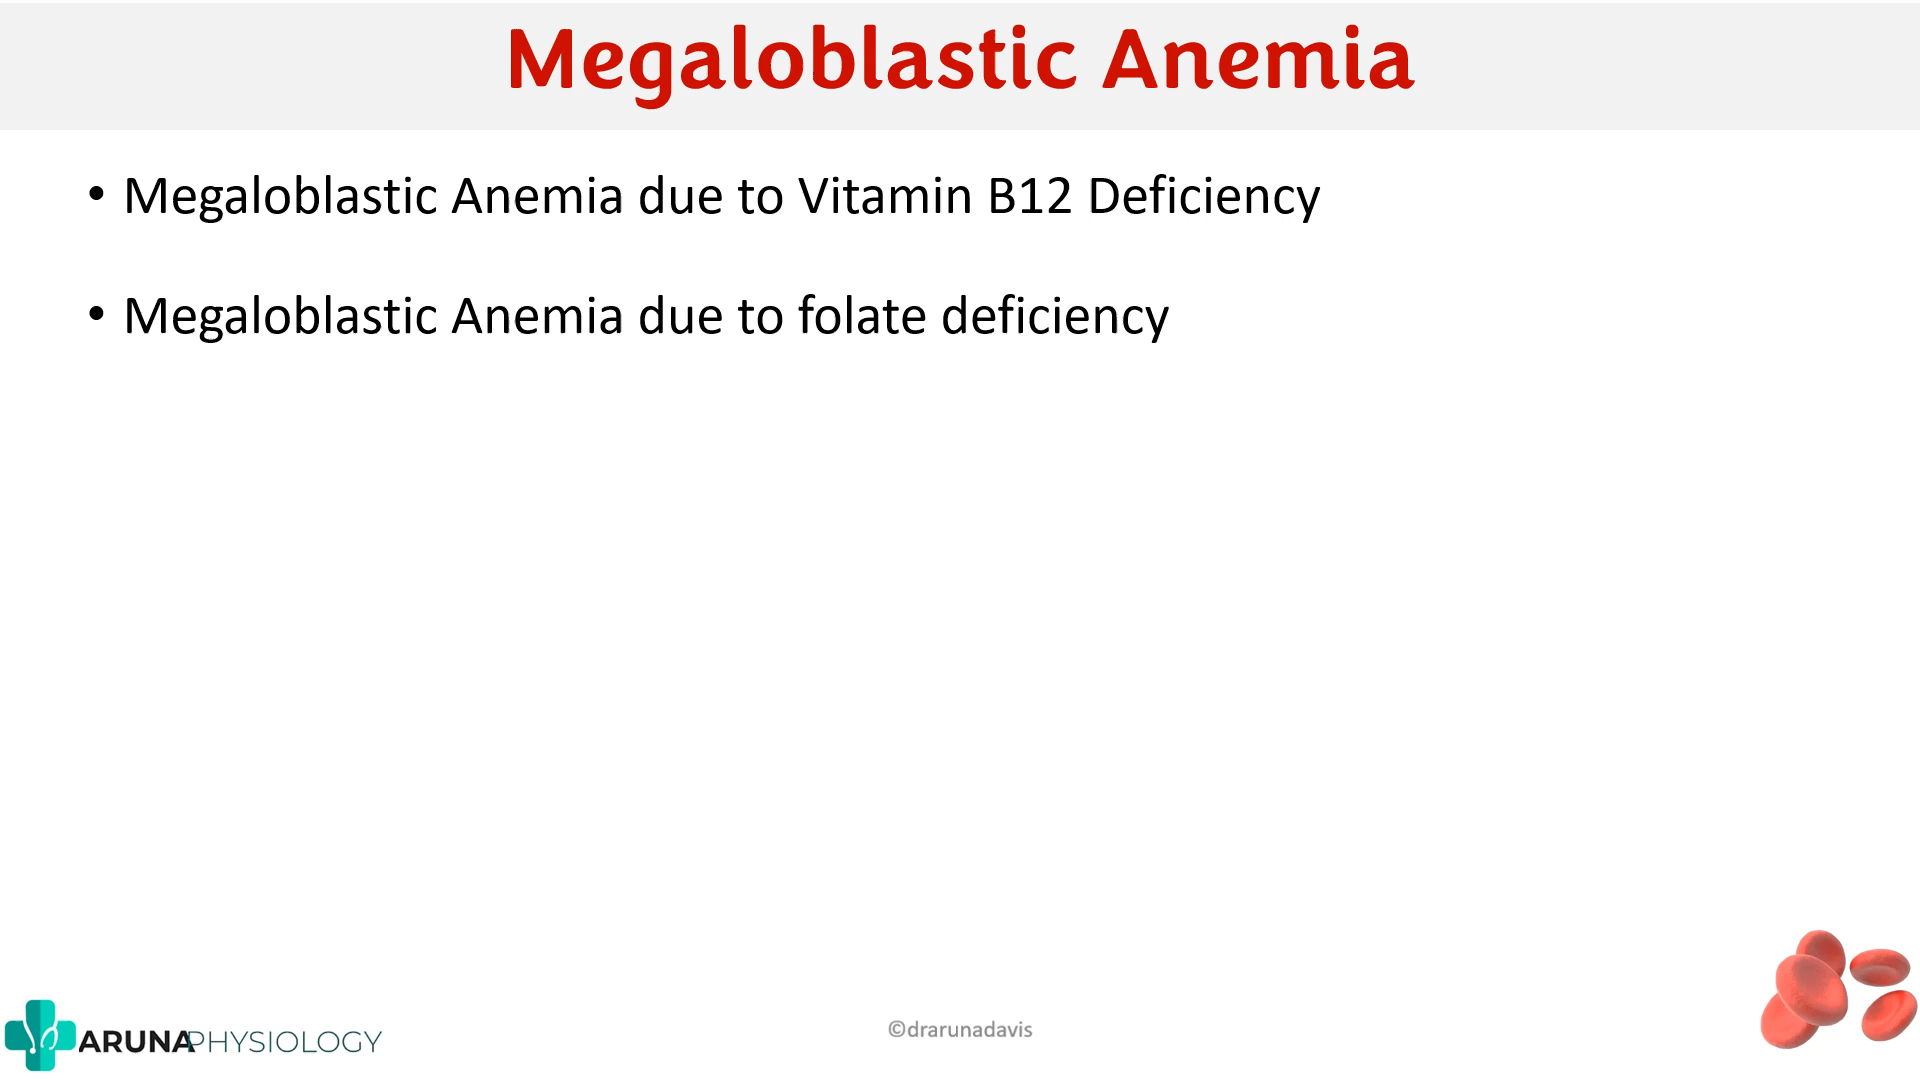 Megaloblastic Anemia
• Megaloblastic Anemia due to Vitamin B12 Deficiency
• Megaloblastic Anemia due to folate deficiency
ARUNAPHYSIOLOGY
©drarunadavis